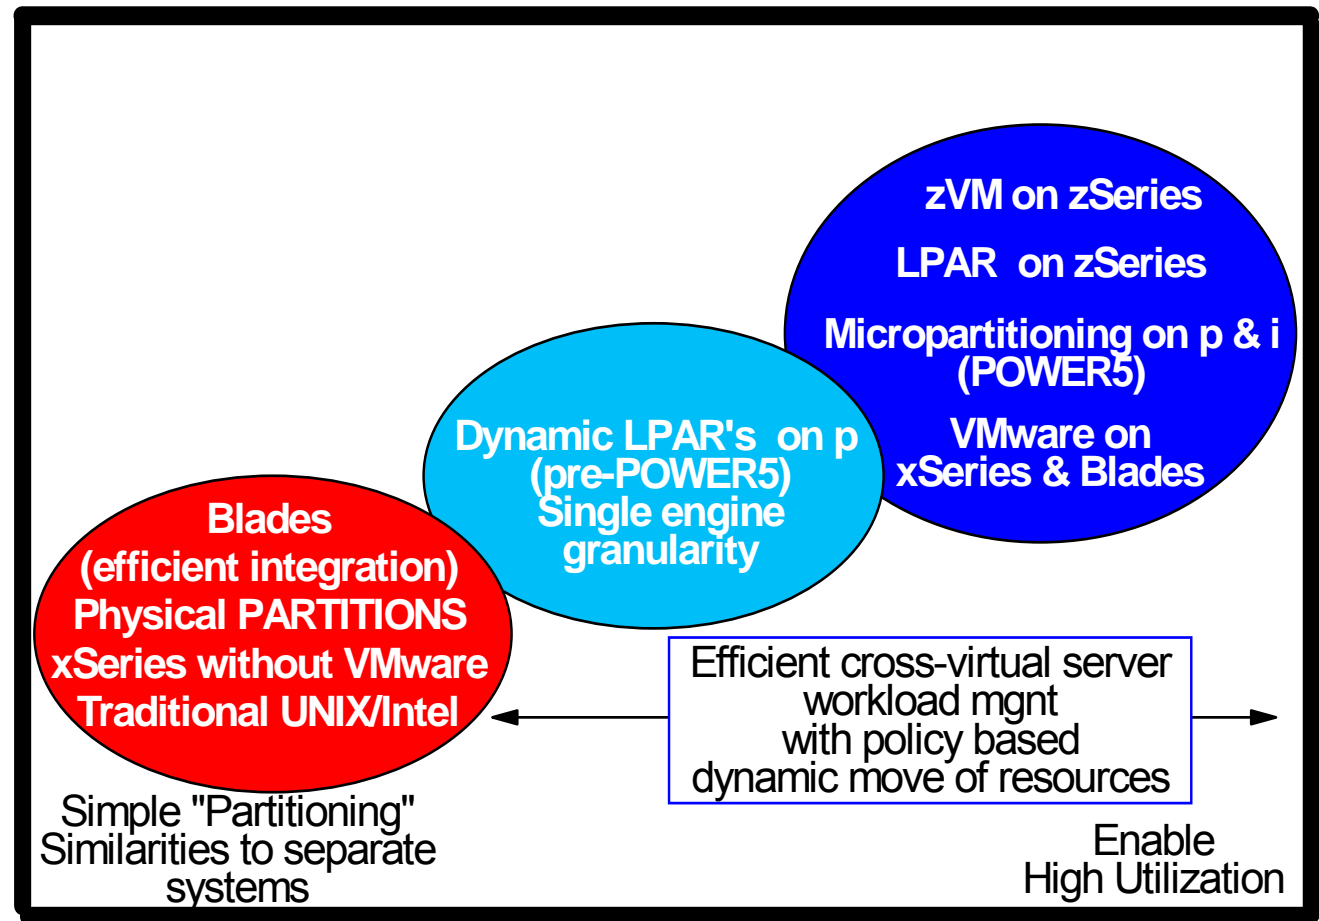 zVM on zSeries
LPAR  on zSeries
Micropartitioning on p & i
(POWER5)
VMware on
xSeries & Blades
Dynamic LPAR's  on p
(pre-POWER5)
Single engine
granularity
Blades
(efficient integration)
Physical PARTITIONS
xSeries without VMware
Traditional UNIX/Intel
Efficient cross-virtual server
workload mgnt
with policy based
dynamic move of resources
Simple "Partitioning"
Similarities to separate
systems
Enable
High Utilization